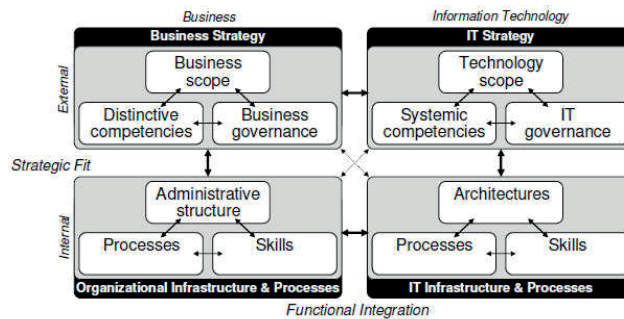 Business
Information Technology
Business Strategy
IT Strategy
External
Business
scope
Distinctive
competencies
Business
governance
Technology
scope
Systemic
competencies
IT
governance
Strategic Fit
Internal
Administrative
structure
Processes
Skills
Architectures
Processes
Skills
Organizational Infrastructure & Processes
IT Infrastructure & Processes
Functional Integration